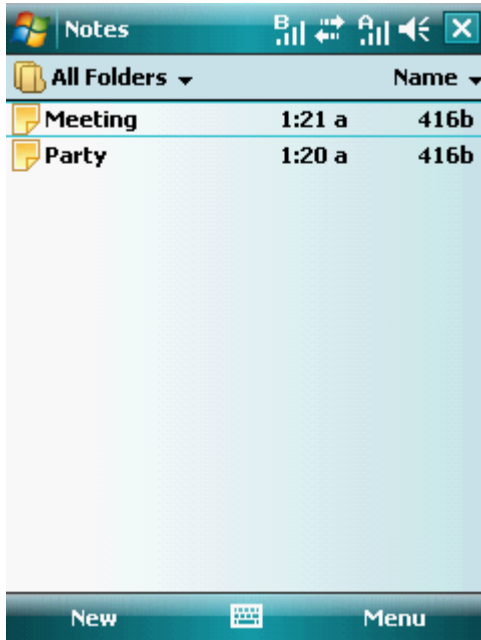 Notes B A
All Folders Name
Meeting 1:21 a 416b
Party 1:20 a 416b
New Menu